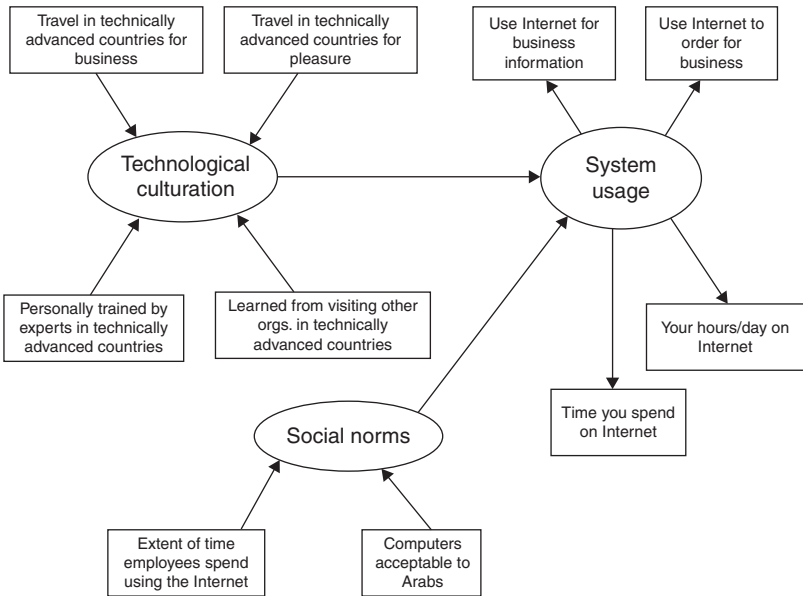 Travel in technically
advanced countries for
business
Travel in technically
advanced countries for
pleasure
Use Internet for
business
information
Use Internet to
order for
business
Technological
culturation
System
usage
Personally trained by
experts in technically
advanced countries
Learned from visiting other
orgs. in technically
advanced countries
Your hours/day on
Internet
Time you spend
on Internet
Social norms
Extent of time
employees spend
using the Internet
Computers
acceptable to
Arabs